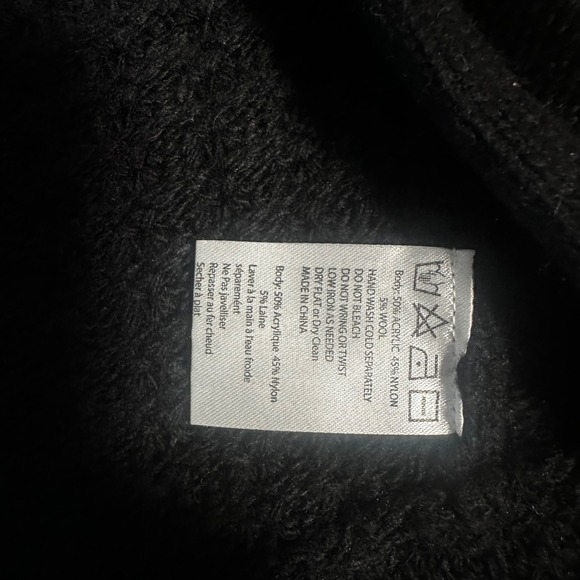 Body: 50% ACRYLIC 45% NYLON
5% WOOL
HAND WASH COLD SEPARATELY
DO NOT BLEACH
DO NOT WRING OR TWIST
LOW IRON AS NEEDED
DRY FLAT or Dry Clean
MADE IN CHINA
Body: 50% Acrylique 45% Nylon
5% Laine
Laver à la main à l'eau froide
séparément
Ne Pas javelliser
Repasser au fer cheud
Secher à plat